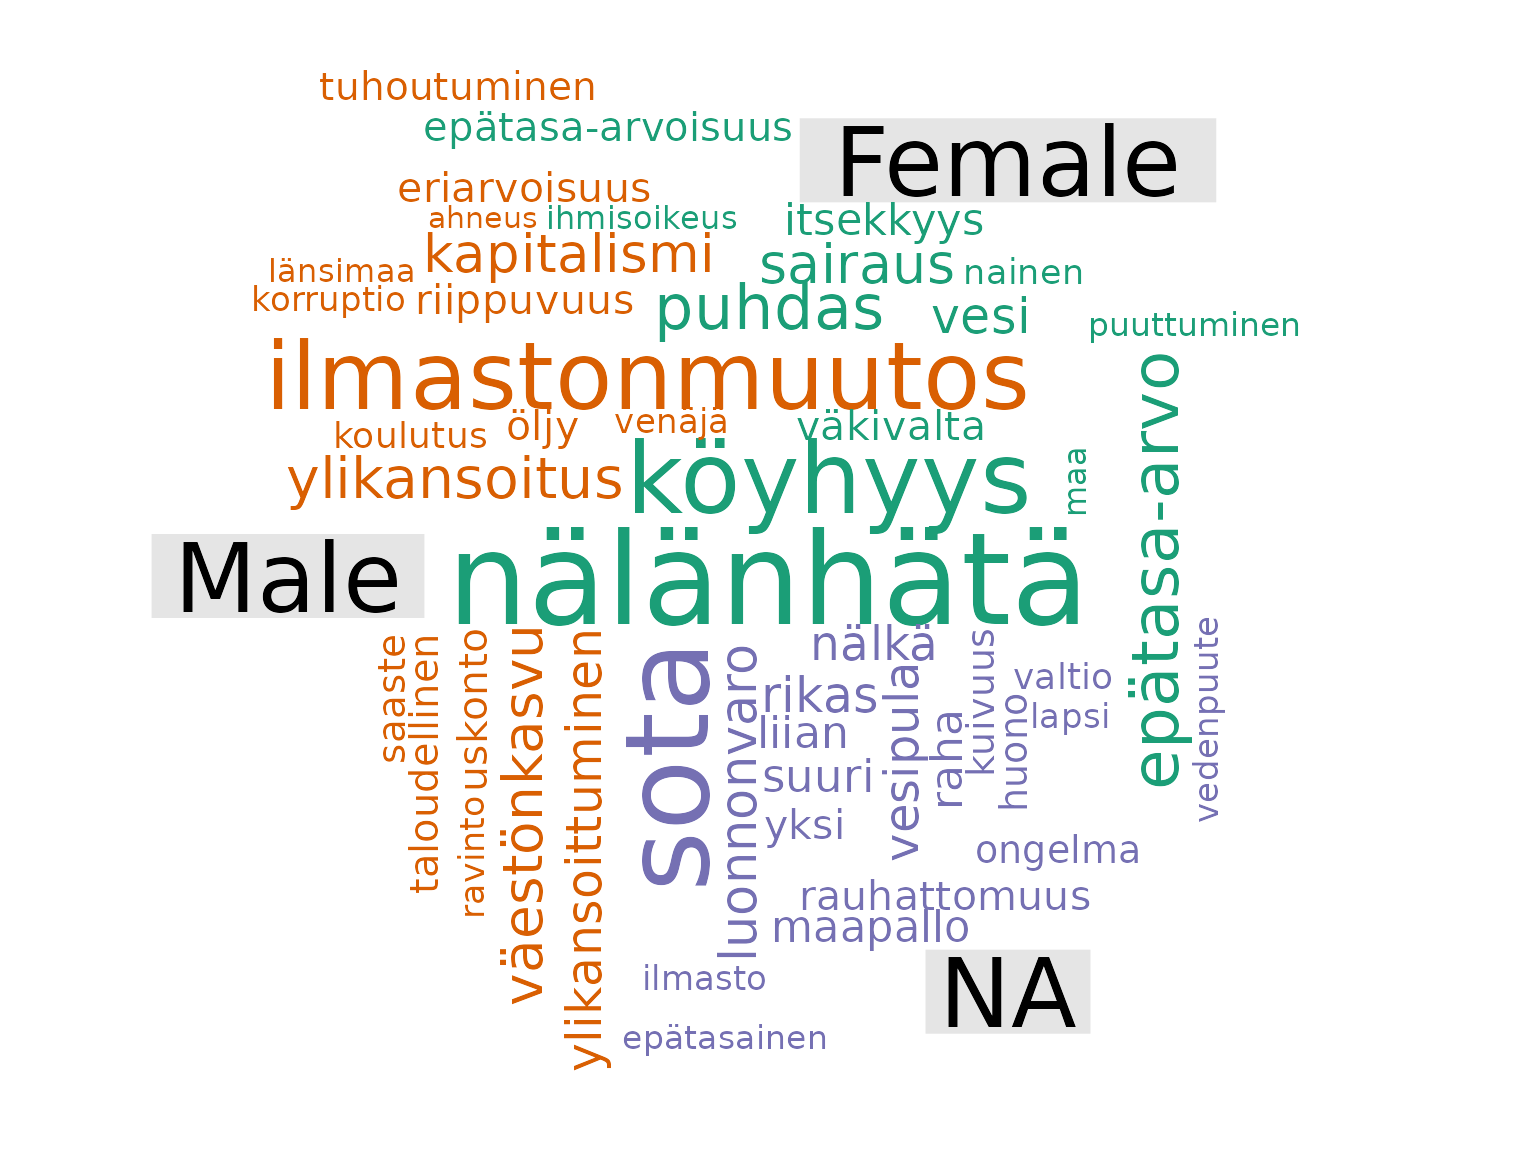 tuhoutuminen
epätasa-arvoisuus
Female
eriarvoisuus
ahneus ihmisoikeus itsekkyys
kapitalismi sairaus nainen
länsimaa
korruptio riippuvuus puhdas vesi puuttuminen
ilmastonmuutos
koulutus öljy venäjä väkivalta
ylikansoitus köyhyys maa epätasa-arvo
Male nälänhätä
saaste
taloudellinen
uskonto
ravinto
väestönkasvu
ylikansoittuminen
sota
luonnonvaro
nälkä
rikas
liian
suuri
yksi
vesipula
raha
kuivuus
huono
valtio
lapsi
vedenpuute
ongelma
rauhattomuus
maapallo
NA
ilmasto
epätasainen